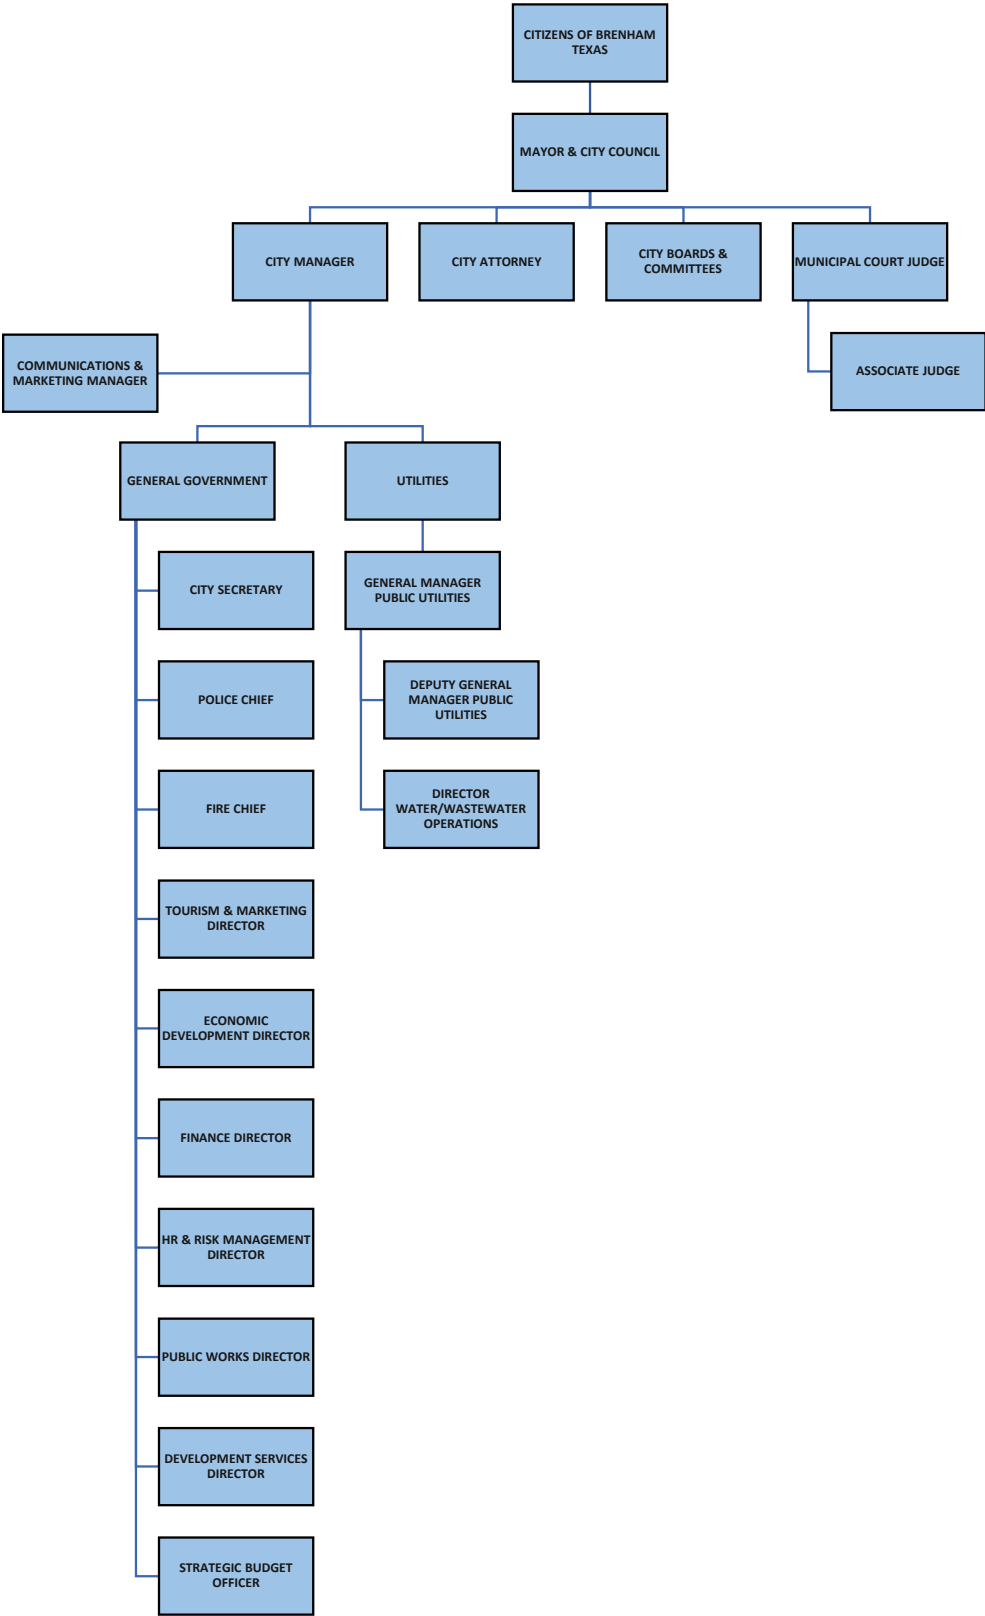 CITIZENS OF BRENHAM
TEXAS
MAYOR & CITY COUNCIL
CITY MANAGER
CITY ATTORNEY
CITY BOARDS &
COMMITTEES
MUNICIPAL COURT JUDGE
COMMUNICATIONS &
MARKETING MANAGER
ASSOCIATE JUDGE
GENERAL GOVERNMENT
UTILITIES
CITY SECRETARY
GENERAL MANAGER
PUBLIC UTILITIES
POLICE CHIEF
DEPUTY GENERAL
MANAGER PUBLIC
UTILITIES
FIRE CHIEF
DIRECTOR
WATER/WASTEWATER
OPERATIONS
TOURISM & MARKETING
DIRECTOR
ECONOMIC
DEVELOPMENT DIRECTOR
FINANCE DIRECTOR
HR & RISK MANAGEMENT
DIRECTOR
PUBLIC WORKS DIRECTOR
DEVELOPMENT SERVICES
DIRECTOR
STRATEGIC BUDGET
OFFICER